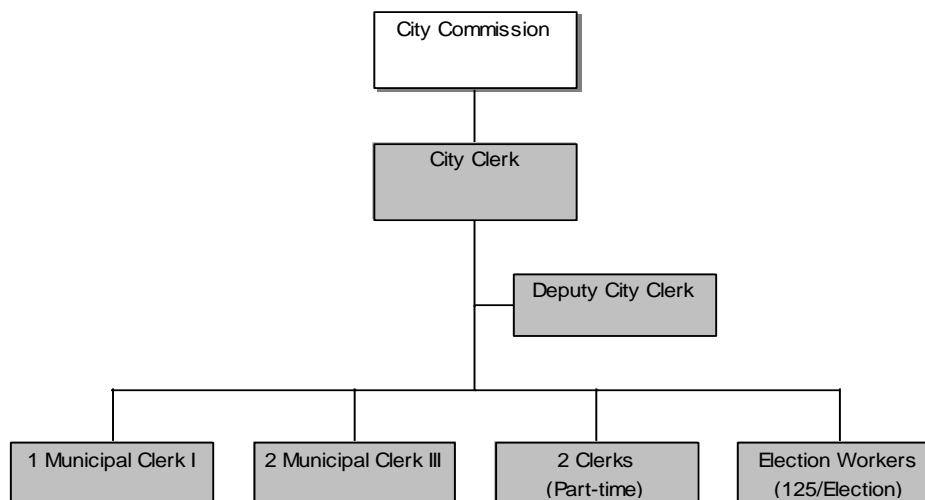 City Commission
City Clerk
Deputy City Clerk
1 Municipal Clerk I
2 Municipal Clerk III
2 Clerks
(Part-time)
Election Workers
(125/Election)